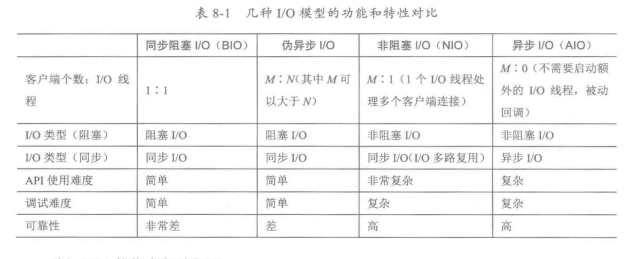 表 8-1 几种 I/O 模型的功能和特性对比
同步阻塞 I/O（BIO） 伪异步 I/O 非阻塞 I/O（NIO） 异步 I/O（AIO）
客户端个数：I/O 线程 1：1 M：N(其中 M 可以大于 N） M：1（1 个 I/O 线程处理多个客户端连接） M：0（不需要启动额外的 I/O 线程，被动回调）
I/O 类型（阻塞） 阻塞 I/O 阻塞 I/O 非阻塞 I/O 非阻塞 I/O
I/O 类型（同步） 同步 I/O 同步 I/O 同步 I/O(I/O 多路复用） 异步 I/O
API 使用难度 简单 简单 非常复杂 复杂
调试难度 简单 简单 复杂 复杂
可靠性 非常差 差 高 高